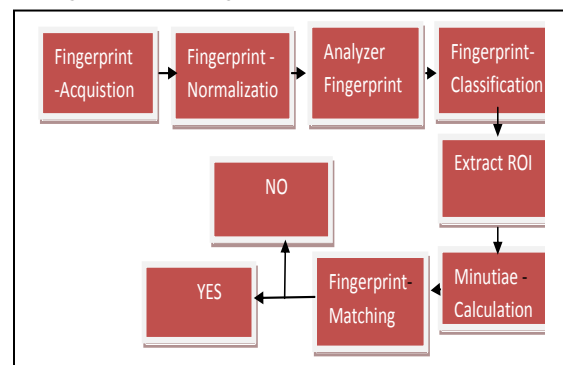 Fingerprint
-Acquistion
Fingerprint -
Normalizatio
Analyzer
Fingerprint
Fingerprint-
Classification
Extract ROI
Minutiae -
Calculation
Fingerprint-
Matching
NO
YES